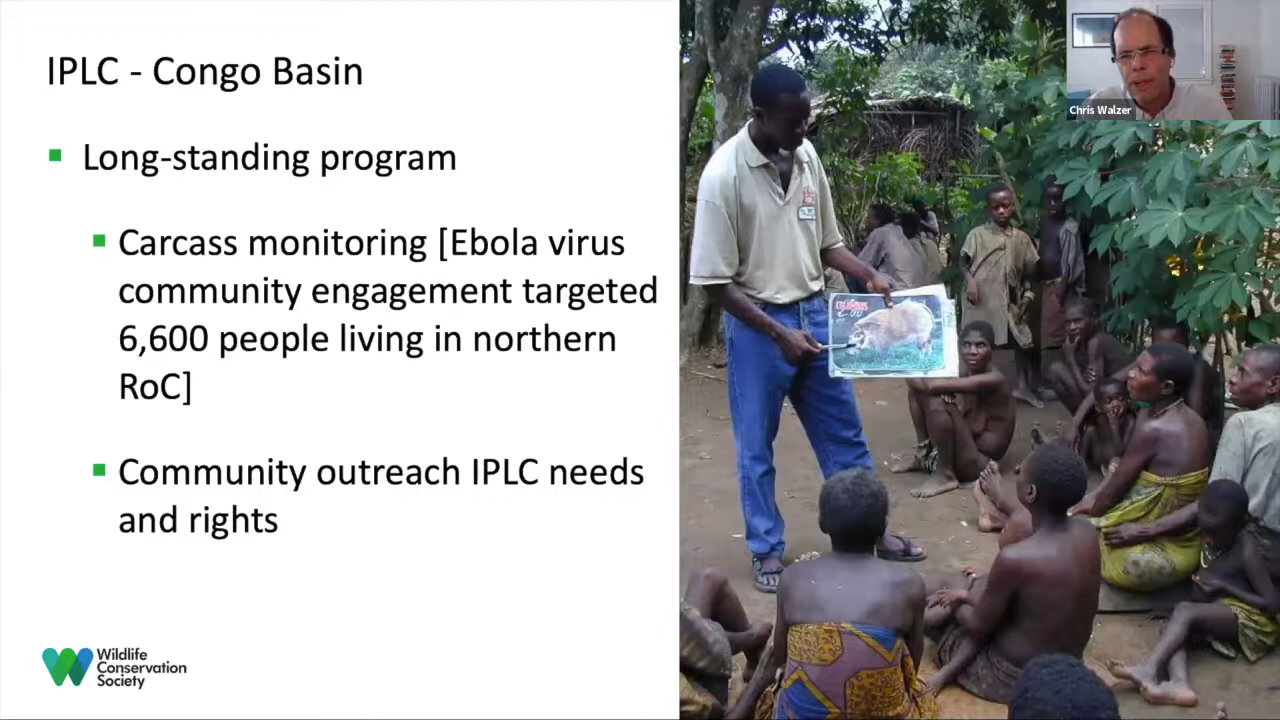 IPLC - Congo Basin
Long-standing program
Carcass monitoring [Ebola virus
community engagement targeted
6,600 people living in northern
RoC]
Community outreach IPLC needs
and rights
Wildlife
Conservation
Society
Chris Walzer